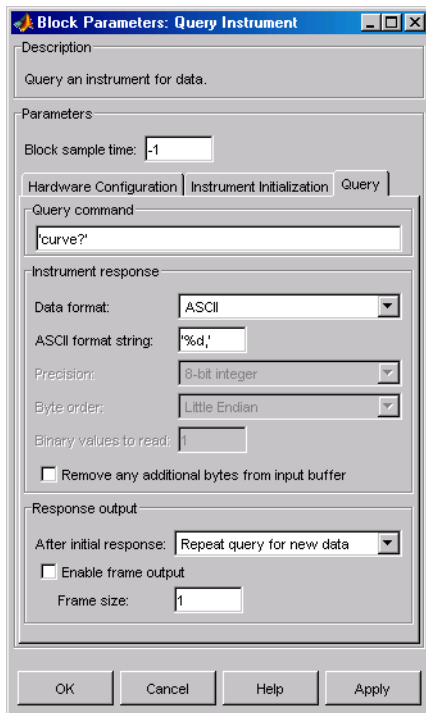 Block Parameters: Query Instrument
Description
Query an instrument for data.
Parameters
Block sample time: -1
Hardware Configuration Instrument Initialization Query
Query command
'curve?'
Instrument response
Data format: ASCII
ASCII format string: '%d,'
Precision: 8-bit integer
Byte order: Little Endian
Binary values to read: 1
Remove any additional bytes from input buffer
Response output
After initial response: Repeat query for new data
Enable frame output
Frame size: 1
OK Cancel Help Apply